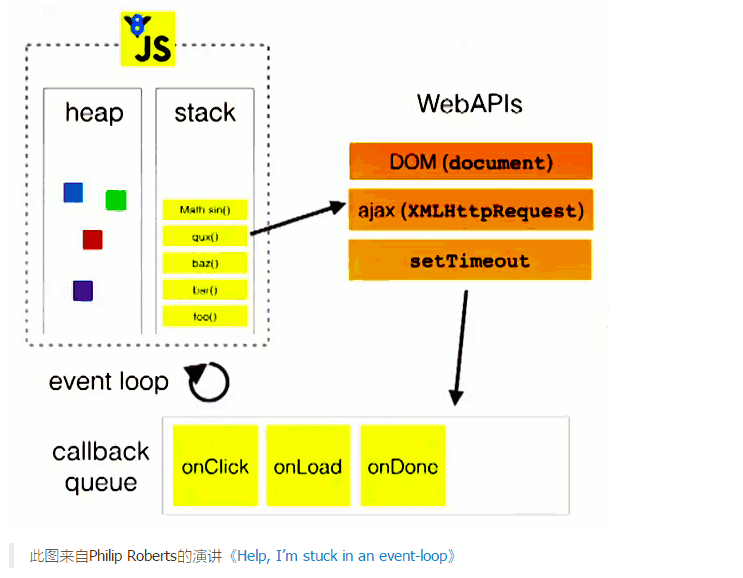 JS
heap
stack
WebAPIs
DOM (document)
ajax (XMLHttpRequest)
setTimeout
Math sin()
qux()
baz()
bar()
foo()
event loop
callback
queue
onClick
onLoad
onDone
此图来自Philip Roberts的演讲《Help, I’m stuck in an event-loop》